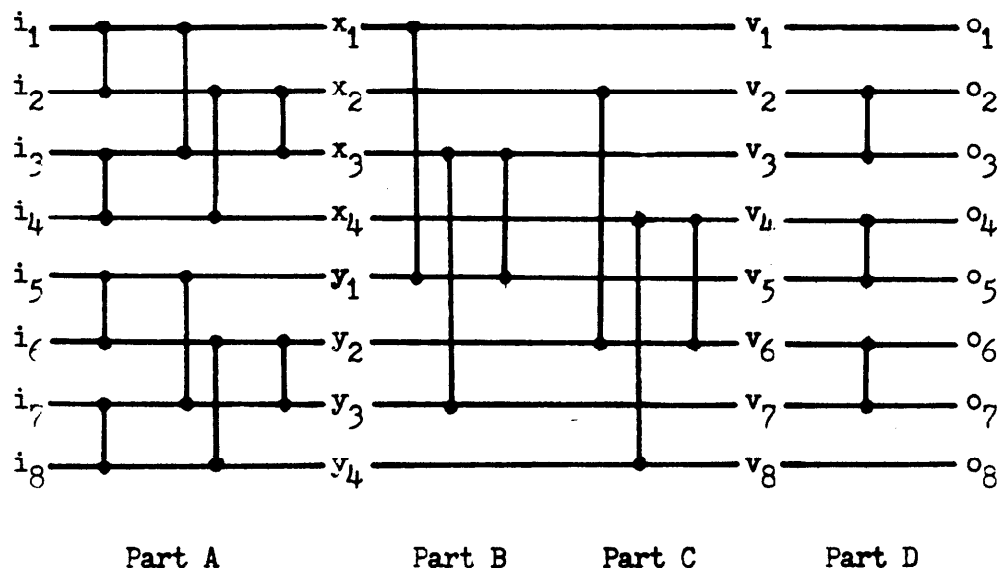 i1 x1 v1 o1
i2 x2 v2 o2
i3 x3 v3 o3
i4 x4 v4 o4
i5 y1 v5 o5
i6 y2 v6 o6
i7 y3 v7 o7
i8 y4 v8 o8
Part A Part B Part C Part D